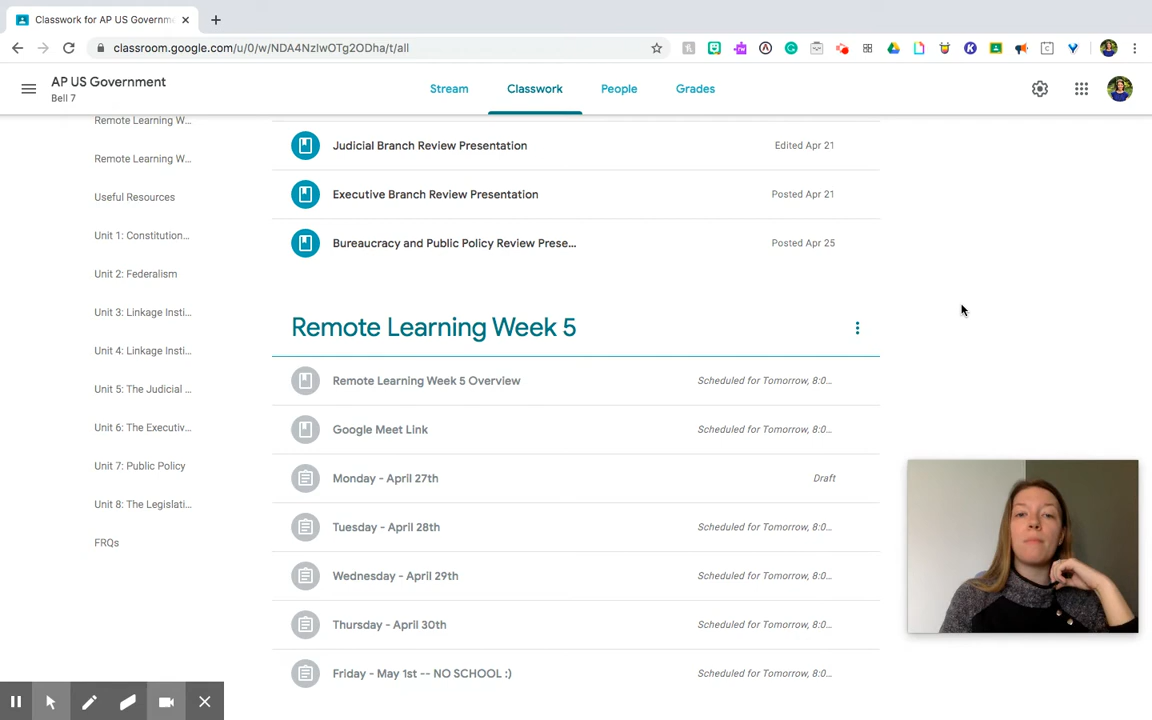 Classwork for AP US Governm
classroom.google.com/u/0/w/NDA4NzIwOTg2ODha/t/all
AP US Government
Bell 7
Stream
Classwork
People
Grades
Remote Learning W...
Remote Learning W...
Useful Resources
Unit 1: Constitution...
Unit 2: Federalism
Unit 3: Linkage Insti...
Unit 4: Linkage Insti...
Unit 5: The Judicial ...
Unit 6: The Executiv...
Unit 7: Public Policy
Unit 8: The Legislati...
FRQs
Judicial Branch Review Presentation Edited Apr 21
Executive Branch Review Presentation Posted Apr 21
Bureaucracy and Public Policy Review Prese... Posted Apr 25
Remote Learning Week 5
Remote Learning Week 5 Overview Scheduled for Tomorrow, 8:0...
Google Meet Link Scheduled for Tomorrow, 8:0...
Monday - April 27th Draft
Tuesday - April 28th Scheduled for Tomorrow, 8:0...
Wednesday - April 29th Scheduled for Tomorrow, 8:0...
Thursday - April 30th Scheduled for Tomorrow, 8:0...
Friday - May 1st -- NO SCHOOL :) Scheduled for Tomorrow, 8:0...